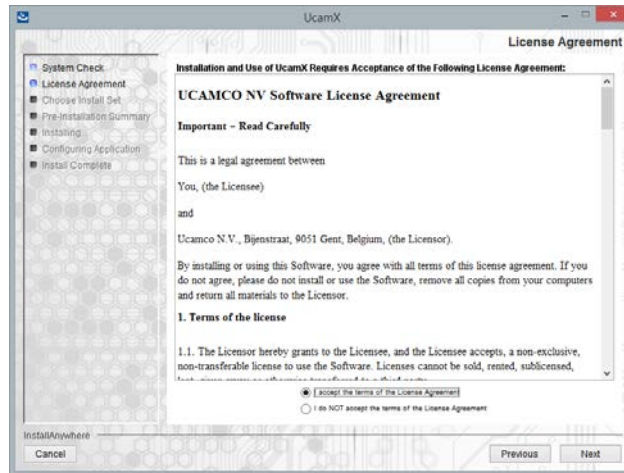 UcamX
License Agreement
System Check
License Agreement
Choose Install Set
Pre-Installation Summary
Installing
Configuring Application
Install Complete
Installation and Use of UcamX Requires Acceptance of the Following License Agreement:
UCAMCO NV Software License Agreement
Important – Read Carefully
This is a legal agreement between
You, (the Licensee)
and
Ucamco N.V., Bijenstraat, 9051 Gent, Belgium, (the Licensor).
By installing or using this Software, you agree with all terms of this license agreement. If you
do not agree, please do not install or use the Software, remove all copies from your computers
and return all materials to the Licensor.
1. Terms of the license
1.1. The Licensor hereby grants to the Licensee, and the Licensee accepts, a non-exclusive,
non-transferable license to use the Software. Licenses cannot be sold, rented, sublicensed,
I accept the terms of the License Agreement
I do NOT accept the terms of the License Agreement
InstallAnywhere
Cancel
Previous
Next